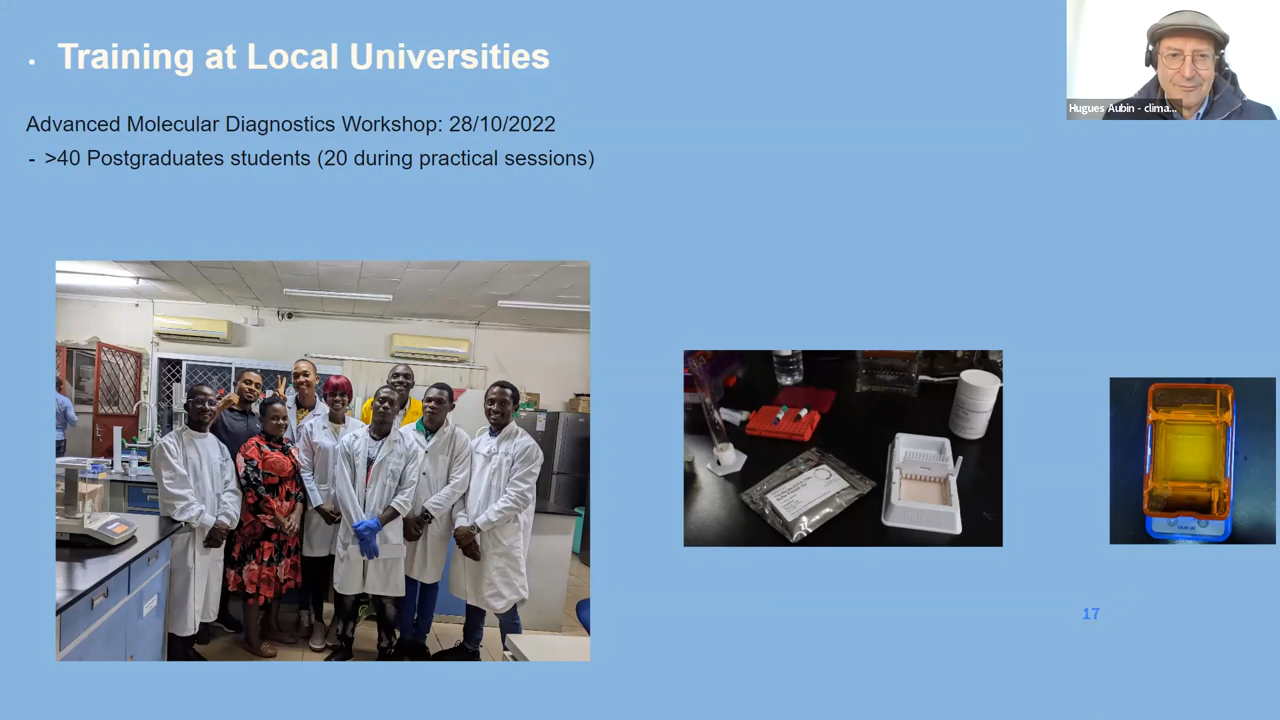 Training at Local Universities
Hugues Aubin - clima...
Advanced Molecular Diagnostics Workshop: 28/10/2022
- >40 Postgraduates students (20 during practical sessions)
17